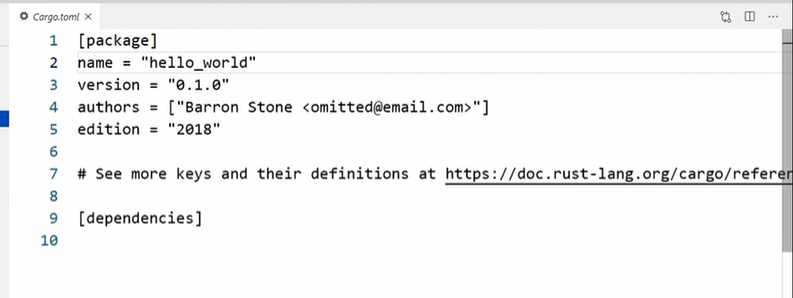 Cargo.toml
1 [package]
2 name = "hello_world"
3 version = "0.1.0"
4 authors = ["Barron Stone <omitted@email.com>"]
5 edition = "2018"
6
7 # See more keys and their definitions at https://doc.rust-lang.org/cargo/referen
8
9 [dependencies]
10